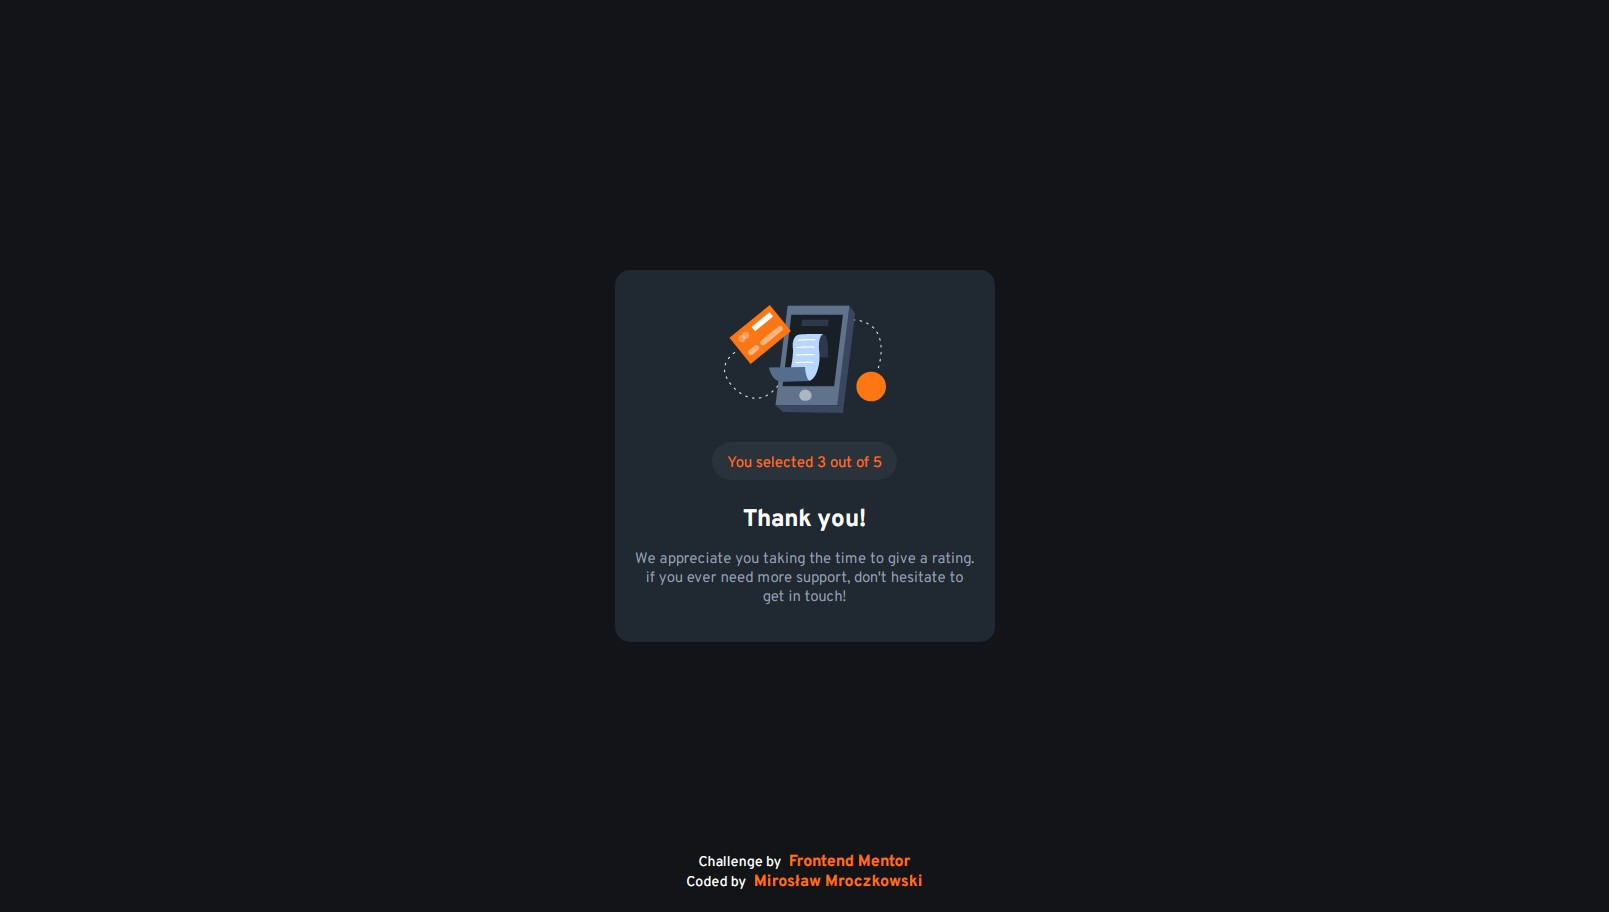 You selected 3 out of 5
Thank you!
We appreciate you taking the time to give a rating.
if you ever need more support, don't hesitate to
get in touch!
Challenge by Frontend Mentor
Coded by Mirosław Mroczkowski